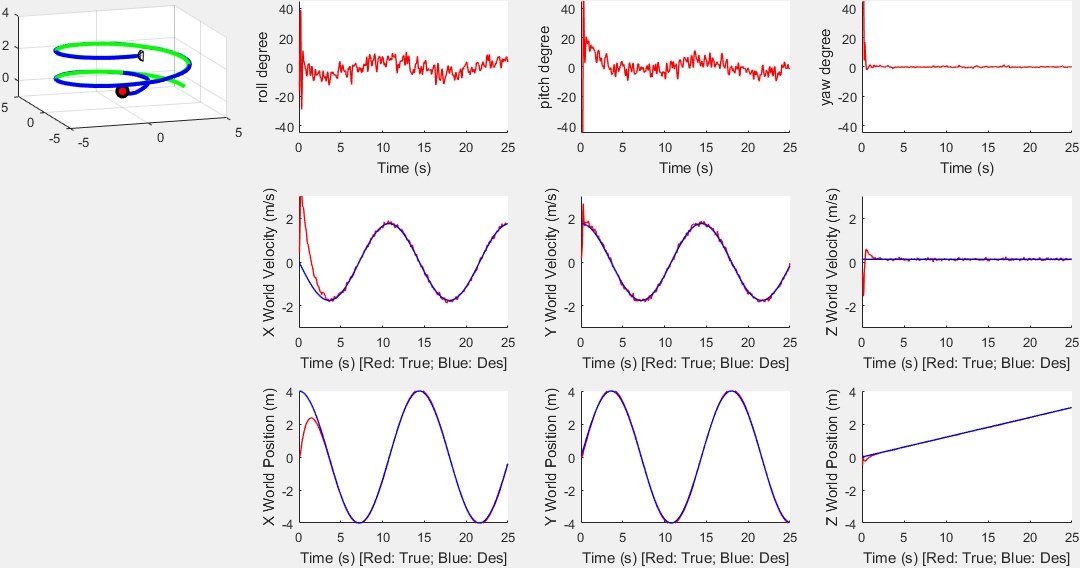 4
2
0
5
0
-5
-5
0
5
roll degree
40
20
0
-20
-40
0 5 10 15 20 25
Time (s)
pitch degree
40
20
0
-20
-40
0 5 10 15 20 25
Time (s)
yaw degree
40
20
0
-20
-40
0 5 10 15 20 25
Time (s)
X World Velocity (m/s)
2
0
-2
0 5 10 15 20 25
Time (s) [Red: True; Blue: Des]
Y World Velocity (m/s)
2
0
-2
0 5 10 15 20 25
Time (s) [Red: True; Blue: Des]
Z World Velocity (m/s)
2
0
-2
0 5 10 15 20 25
Time (s) [Red: True; Blue: Des]
X World Position (m)
4
2
0
-2
-4
0 5 10 15 20 25
Time (s) [Red: True; Blue: Des]
Y World Position (m)
4
2
0
-2
-4
0 5 10 15 20 25
Time (s) [Red: True; Blue: Des]
Z World Position (m)
4
2
0
-2
-4
0 5 10 15 20 25
Time (s) [Red: True; Blue: Des]